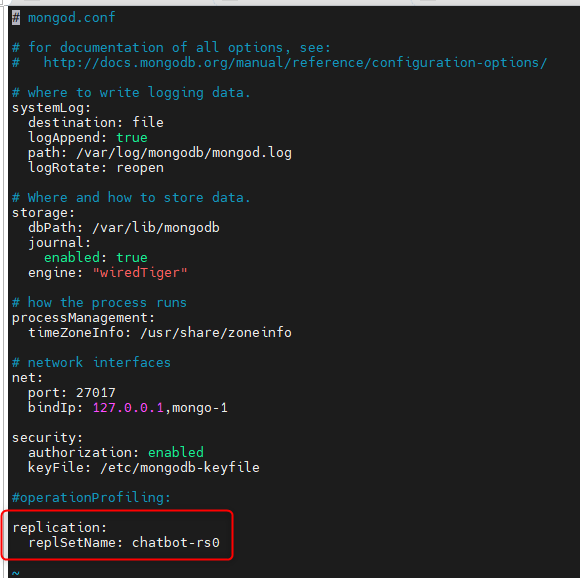 # mongod.conf
# for documentation of all options, see:
#   http://docs.mongodb.org/manual/reference/configuration-options/
# where to write logging data.
systemLog:
  destination: file
  logAppend: true
  path: /var/log/mongodb/mongod.log
  logRotate: reopen
# Where and how to store data.
storage:
  dbPath: /var/lib/mongodb
  journal:
    enabled: true
  engine: "wiredTiger"
# how the process runs
processManagement:
  timeZoneInfo: /usr/share/zoneinfo
# network interfaces
net:
  port: 27017
  bindIp: 127.0.0.1,mongo-1
security:
  authorization: enabled
  keyFile: /etc/mongodb-keyfile
#operationProfiling:
replication:
  replSetName: chatbot-rs0
~